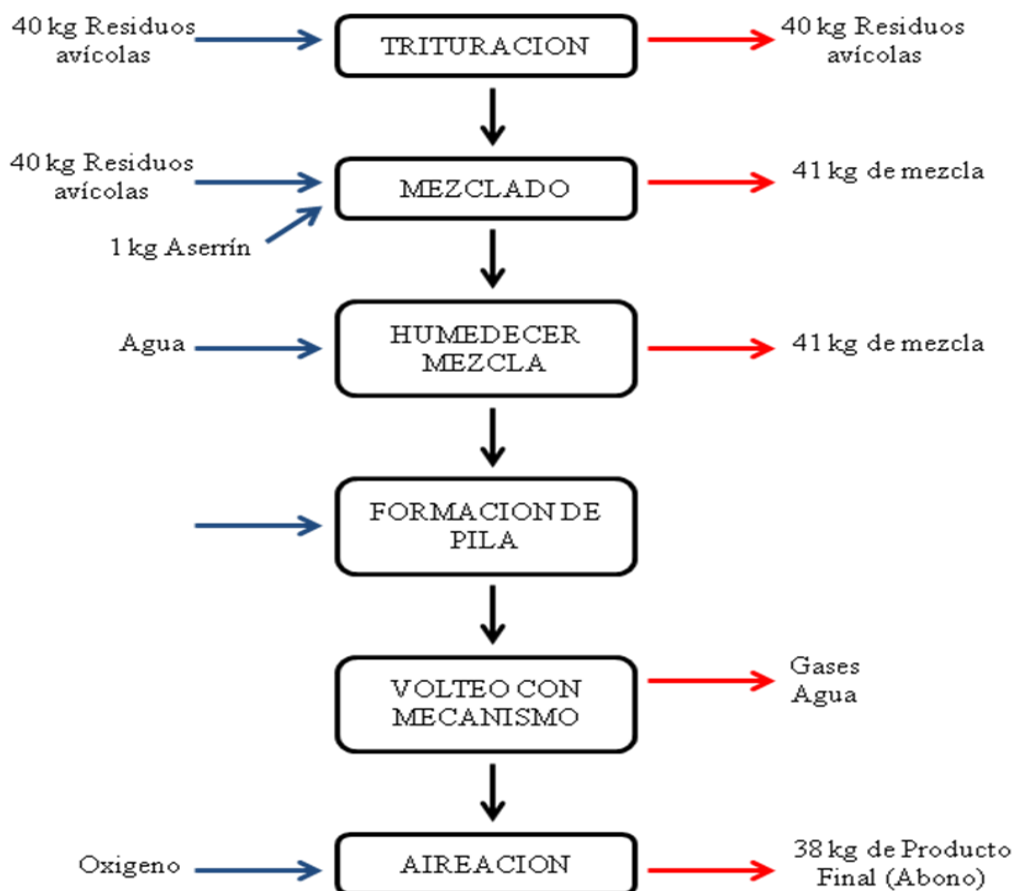 40 kg Residuos
avícolas
TRITURACION
40 kg Residuos
avícolas
40 kg Residuos
avícolas
1 kg Aserrín
MEZCLADO
41 kg de mezcla
Agua
HUMEDECER
MEZCLA
41 kg de mezcla
FORMACION DE
PILA
VOLTEO CON
MECANISMO
Gases
Agua
Oxigeno
AIREACION
38 kg de Producto
Final (Abono)